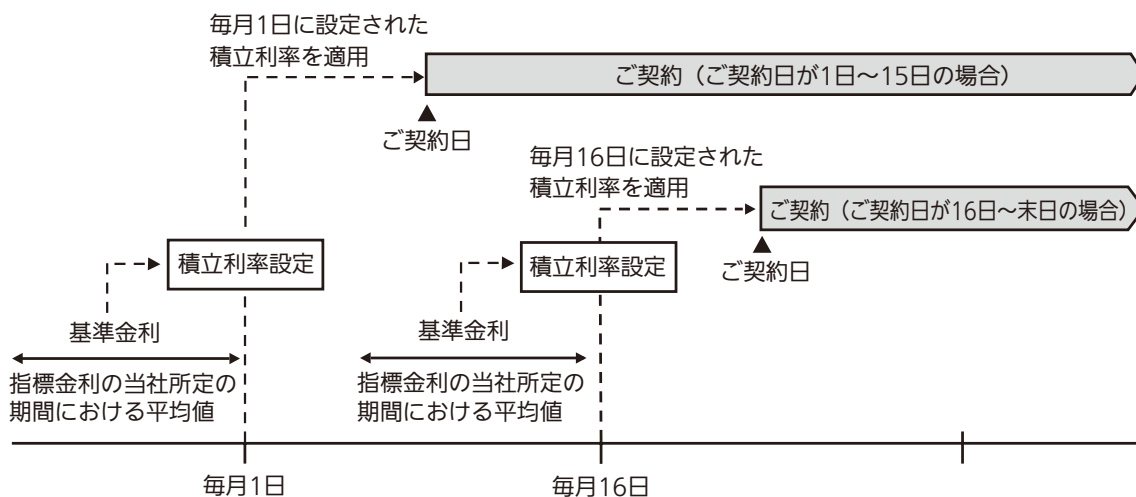 毎月1日に設定された
積立利率を適用
ご契約（ご契約日が1日～15日の場合）
ご契約日
毎月16日に設定された
積立利率を適用
ご契約（ご契約日が16日～末日の場合）
ご契約日
積立利率設定
積立利率設定
基準金利
基準金利
指標金利の当社所定の
期間における平均値
指標金利の当社所定の
期間における平均値
毎月1日
毎月16日